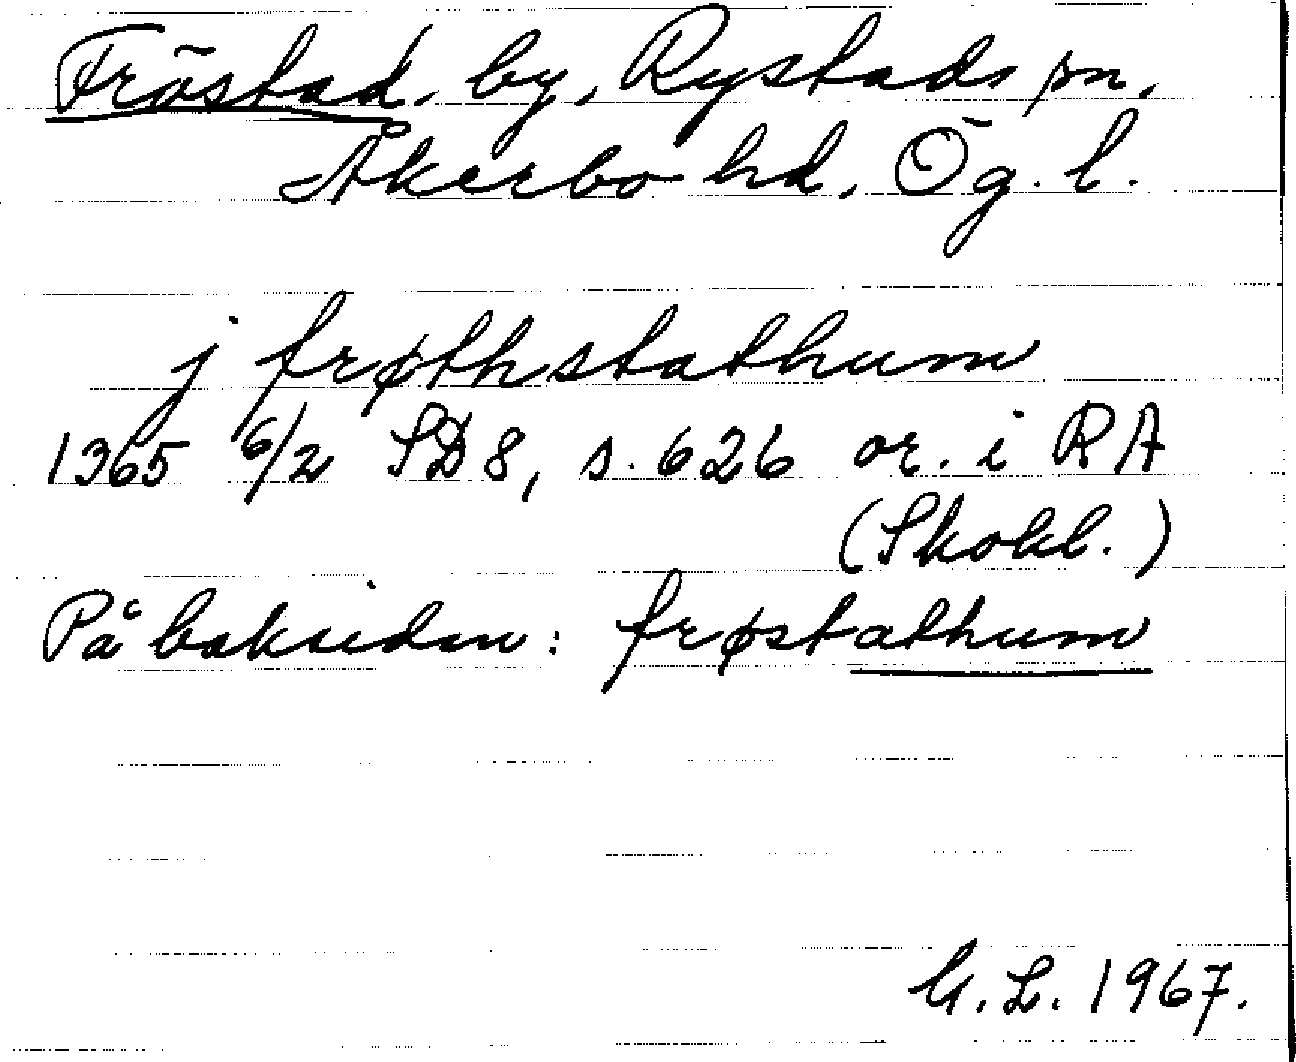 Fröstad, by, Rystads sn,
Åkerbo hd, Ög. l.
j frøthstathum
1365 6/2 SD 8, s. 626 or. i RA
(Skokl.)
På baksidan: frøstathum
G. L. 1967.